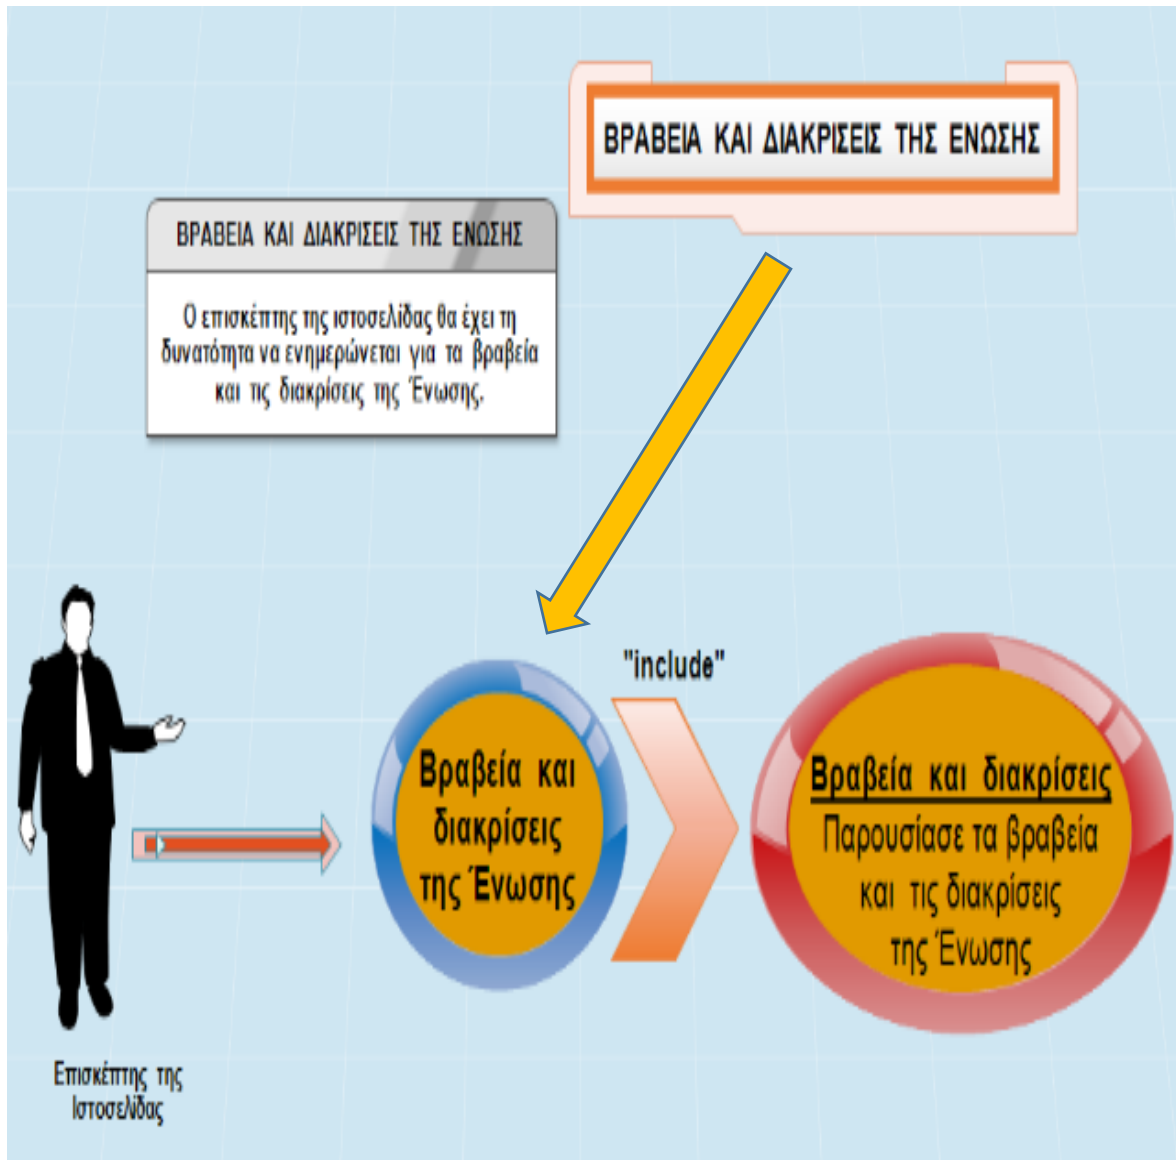 ΒΡΑΒΕΙΑ ΚΑΙ ΔΙΑΚΡΙΣΕΙΣ ΤΗΣ ΕΝΩΣΗΣ
ΒΡΑΒΕΙΑ ΚΑΙ ΔΙΑΚΡΙΣΕΙΣ ΤΗΣ ΕΝΩΣΗΣ
Ο επισκέπτης της ιστοσελίδας θα έχει τη
δυνατότητα να ενημερώνεται για τα βραβεία
και τις διακρίσεις της Ένωσης.
"include"
Βραβεία και
διακρίσεις
της Ένωσης
Βραβεία και διακρίσεις
Παρουσίασε τα βραβεία
και τις διακρίσεις
της Ένωσης
Επισκέπτης της
Ιστοσελίδας